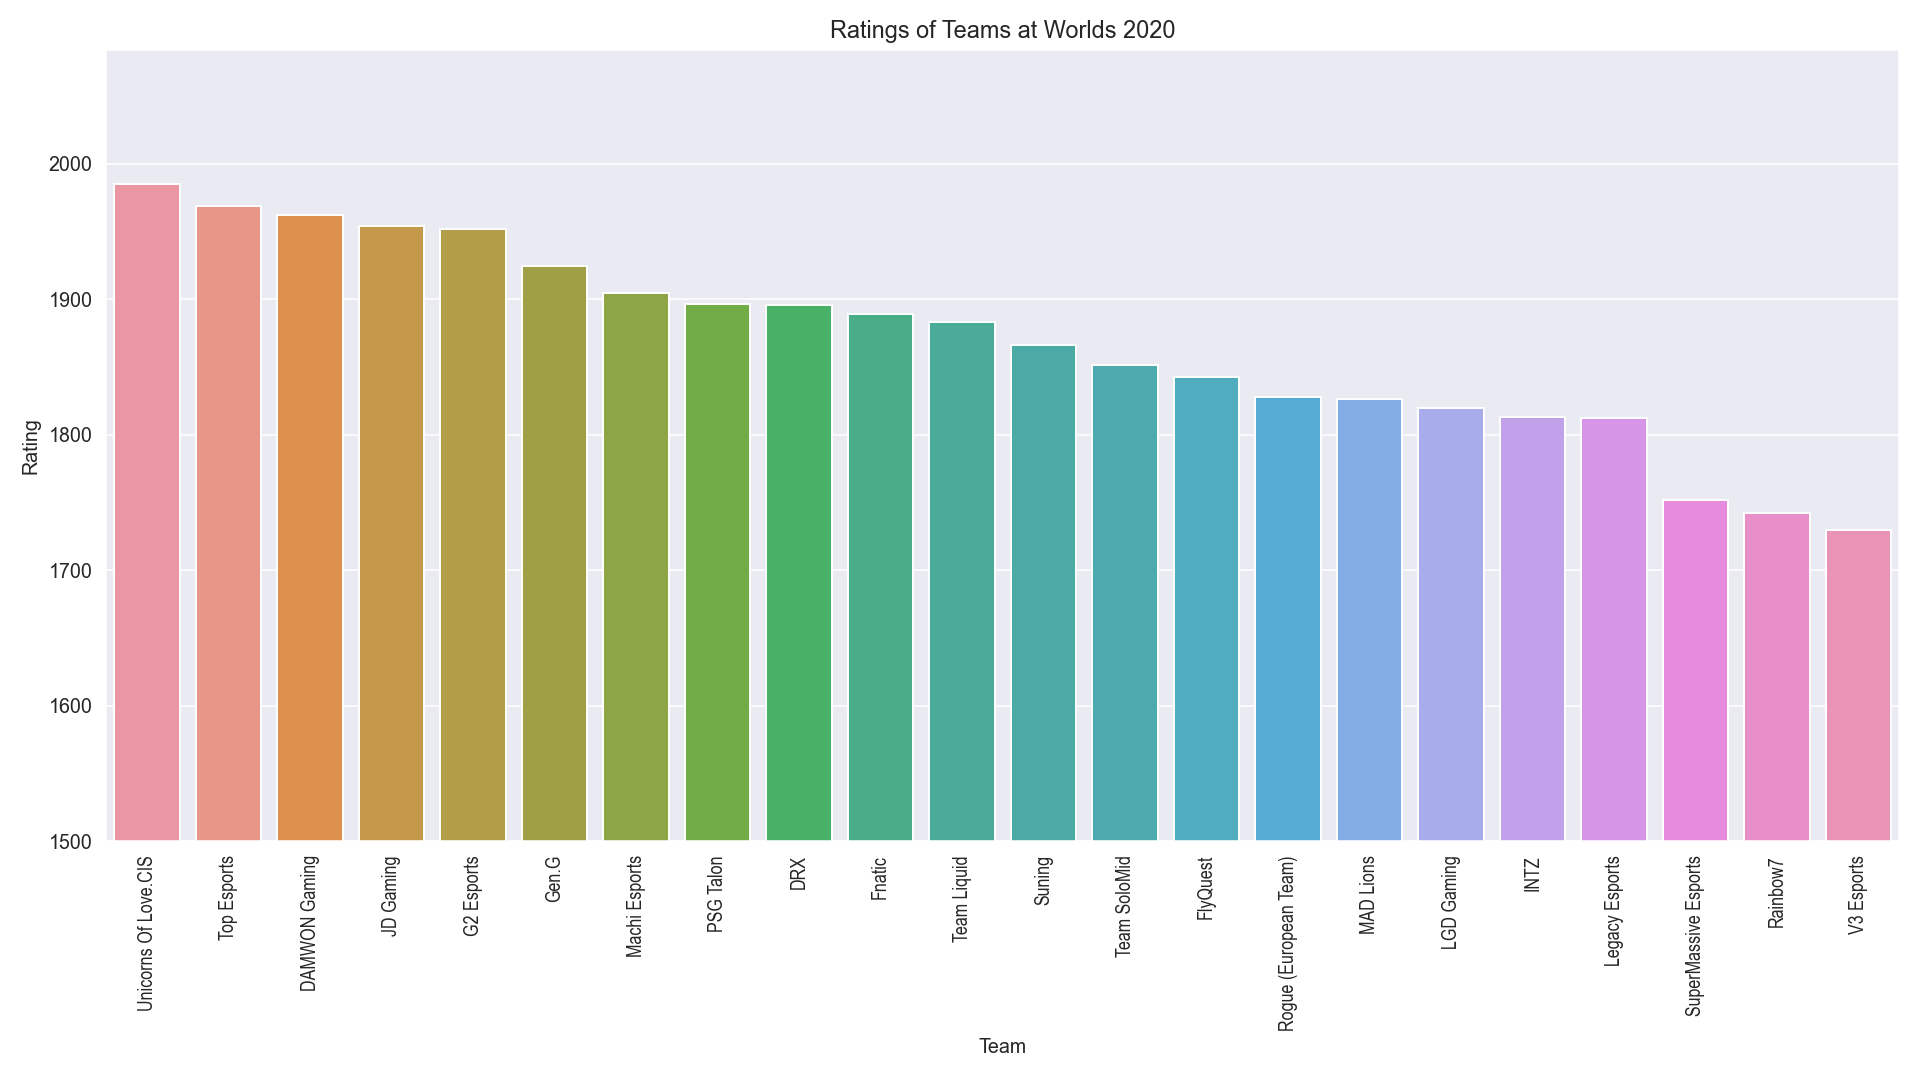 Ratings of Teams at Worlds 2020
Rating
2000
1900
1800
1700
1600
1500
Unicorns Of Love.CIS
Top Esports
DAMWON Gaming
JD Gaming
G2 Esports
Gen.G
Machi Esports
PSG Talon
DRX
Fnatic
Team Liquid
Suning
Team SoloMid
FlyQuest
Rogue (European Team)
MAD Lions
LGD Gaming
INTZ
Legacy Esports
SuperMassive Esports
Rainbow7
V3 Esports
Team